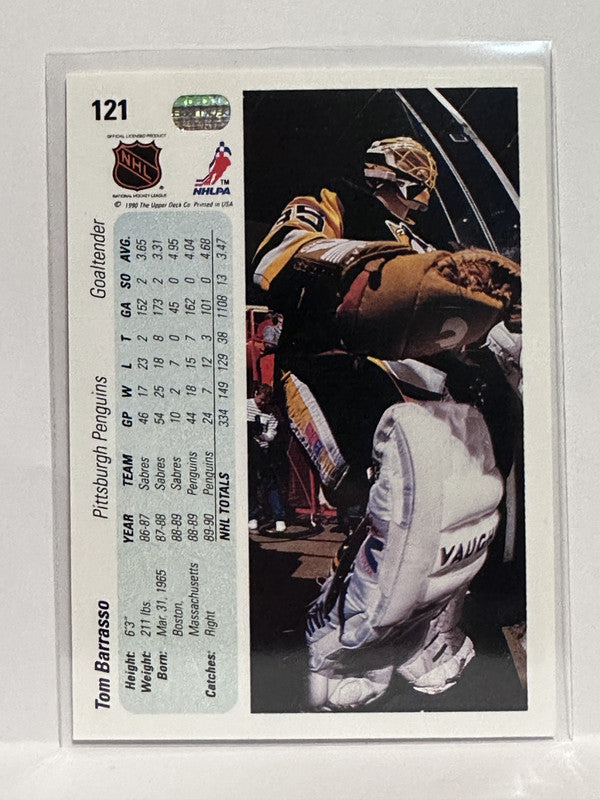 121
OFFICIAL LICENSED PRODUCT
NHL
®
NATIONAL HOCKEY LEAGUE
NHLPA
TM
© 1990 The Upper Deck Co. Printed in USA
Tom Barrasso Pittsburgh Penguins Goaltender
Height: 6'3"
Weight: 211 lbs.
Born: Mar. 31, 1965
Boston,
Massachusetts
Catches: Right
YEAR TEAM GP W L T GA SO AVG.
86-87 Sabres 46 17 23 2 152 2 3.65
87-88 Sabres 54 25 18 8 173 2 3.31
88-89 Sabres 10 2 7 0 45 0 4.95
88-89 Penguins 44 18 15 7 162 0 4.04
89-90 Penguins 24 7 12 3 101 0 4.68
NHL TOTALS 334 149 129 38 1108 13 3.47
35
VAUG